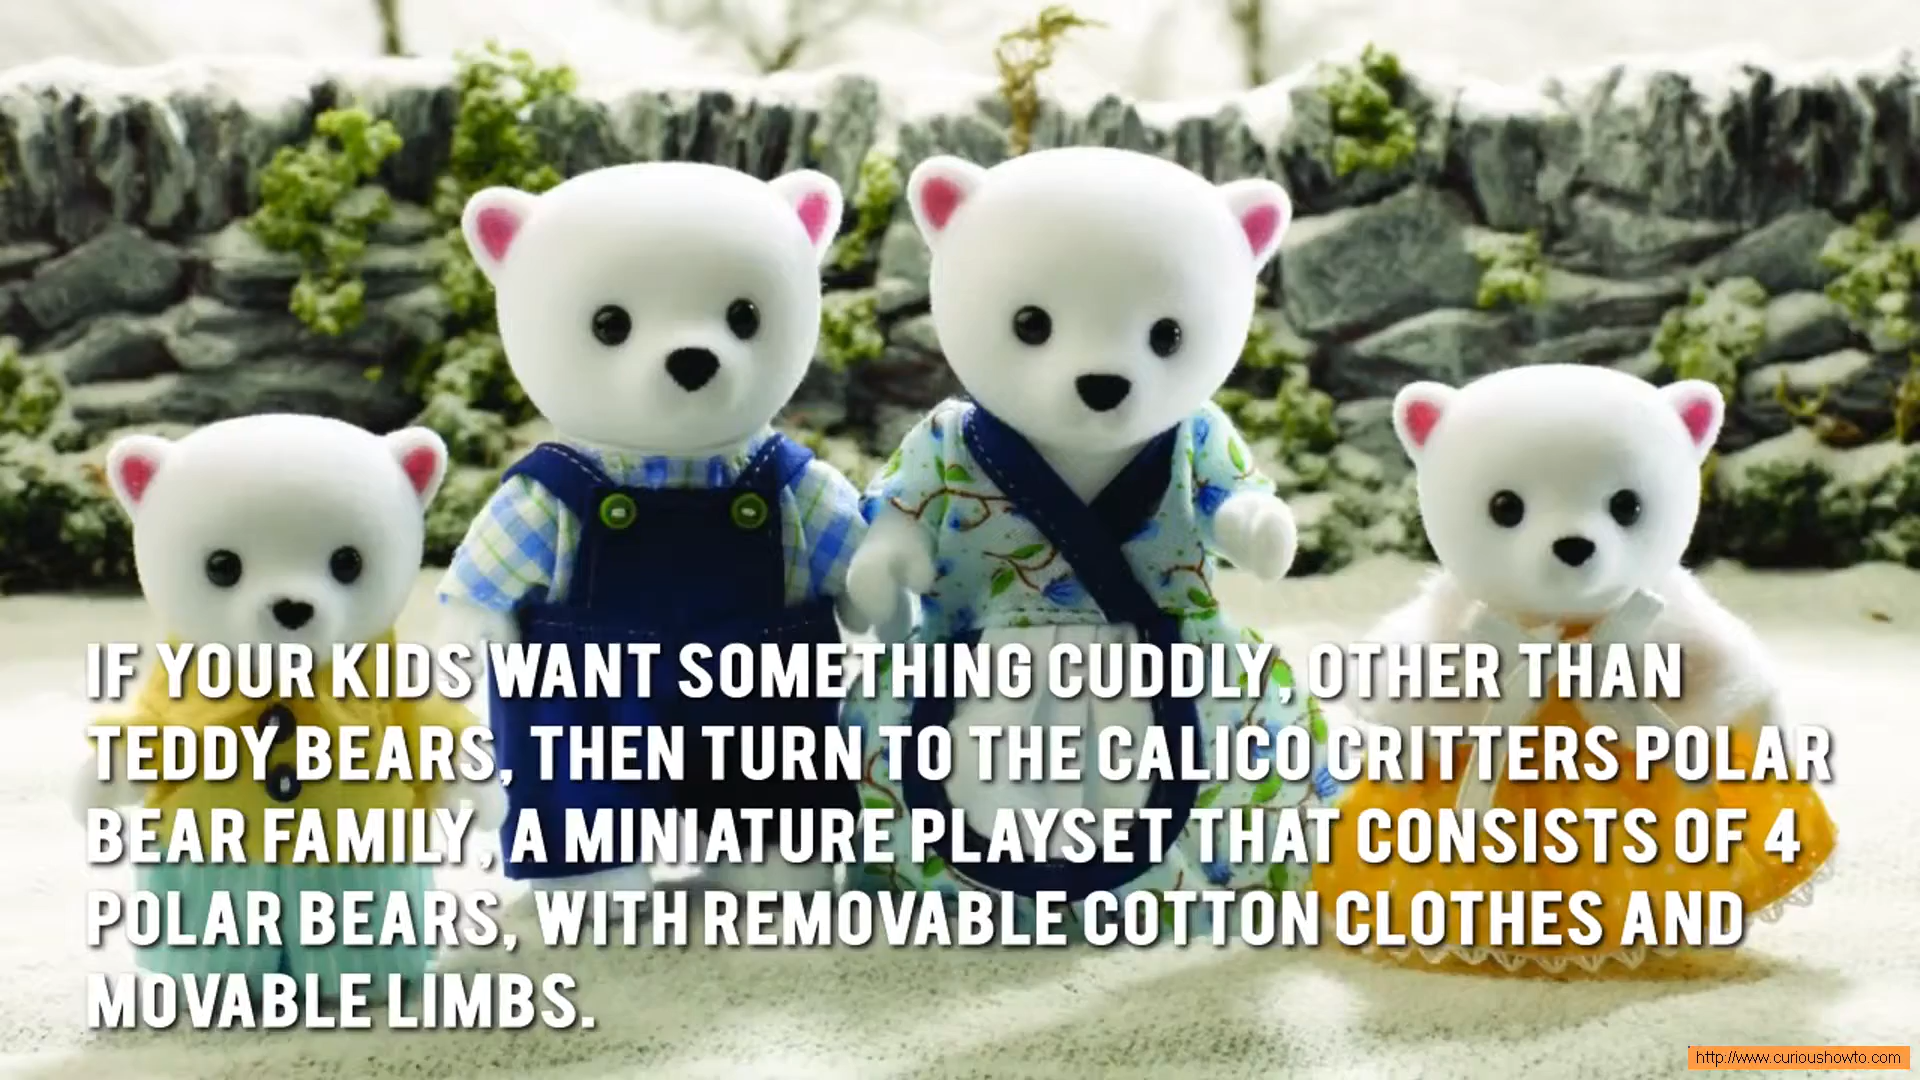 IF YOUR KIDS WANT SOMETHING CUDDLY, OTHER THAN
TEDDY BEARS, THEN TURN TO THE CALICO CRITTERS POLAR
BEAR FAMILY, A MINIATURE PLAYSET THAT CONSISTS OF 4
POLAR BEARS, WITH REMOVABLE COTTON CLOTHES AND
MOVABLE LIMBS.
http://www.curioushowto.com